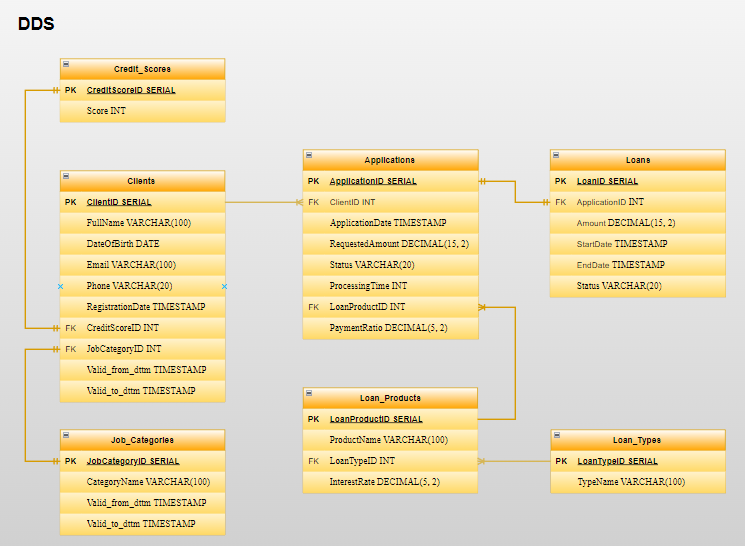 DDS
Credit_Scores
PK CreditScoreID SERIAL
Score INT
Clients
PK ClientID SERIAL
FullName VARCHAR(100)
DateOfBirth DATE
Email VARCHAR(100)
Phone VARCHAR(20)
RegistrationDate TIMESTAMP
FK CreditScoreID INT
FK JobCategoryID INT
Valid_from_dttm TIMESTAMP
Valid_to_dttm TIMESTAMP
Job_Categories
PK JobCategoryID SERIAL
CategoryName VARCHAR(100)
Valid_from_dttm TIMESTAMP
Valid_to_dttm TIMESTAMP
Applications
PK ApplicationID SERIAL
FK ClientID INT
ApplicationDate TIMESTAMP
RequestedAmount DECIMAL(15, 2)
Status VARCHAR(20)
ProcessingTime INT
FK LoanProductID INT
PaymentRatio DECIMAL(5, 2)
Loan_Products
PK LoanProductID SERIAL
ProductName VARCHAR(100)
FK LoanTypeID INT
InterestRate DECIMAL(5, 2)
Loans
PK LoanID SERIAL
FK ApplicationID INT
Amount DECIMAL(15, 2)
StartDate TIMESTAMP
EndDate TIMESTAMP
Status VARCHAR(20)
Loan_Types
PK LoanTypeID SERIAL
TypeName VARCHAR(100)